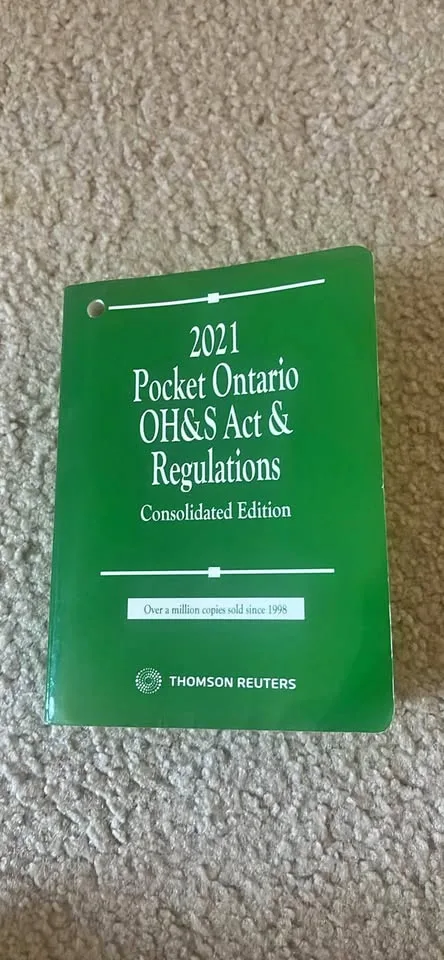 2021
Pocket Ontario
OH&S Act &
Regulations
Consolidated Edition
Over a million copies sold since 1998
THOMSON REUTERS